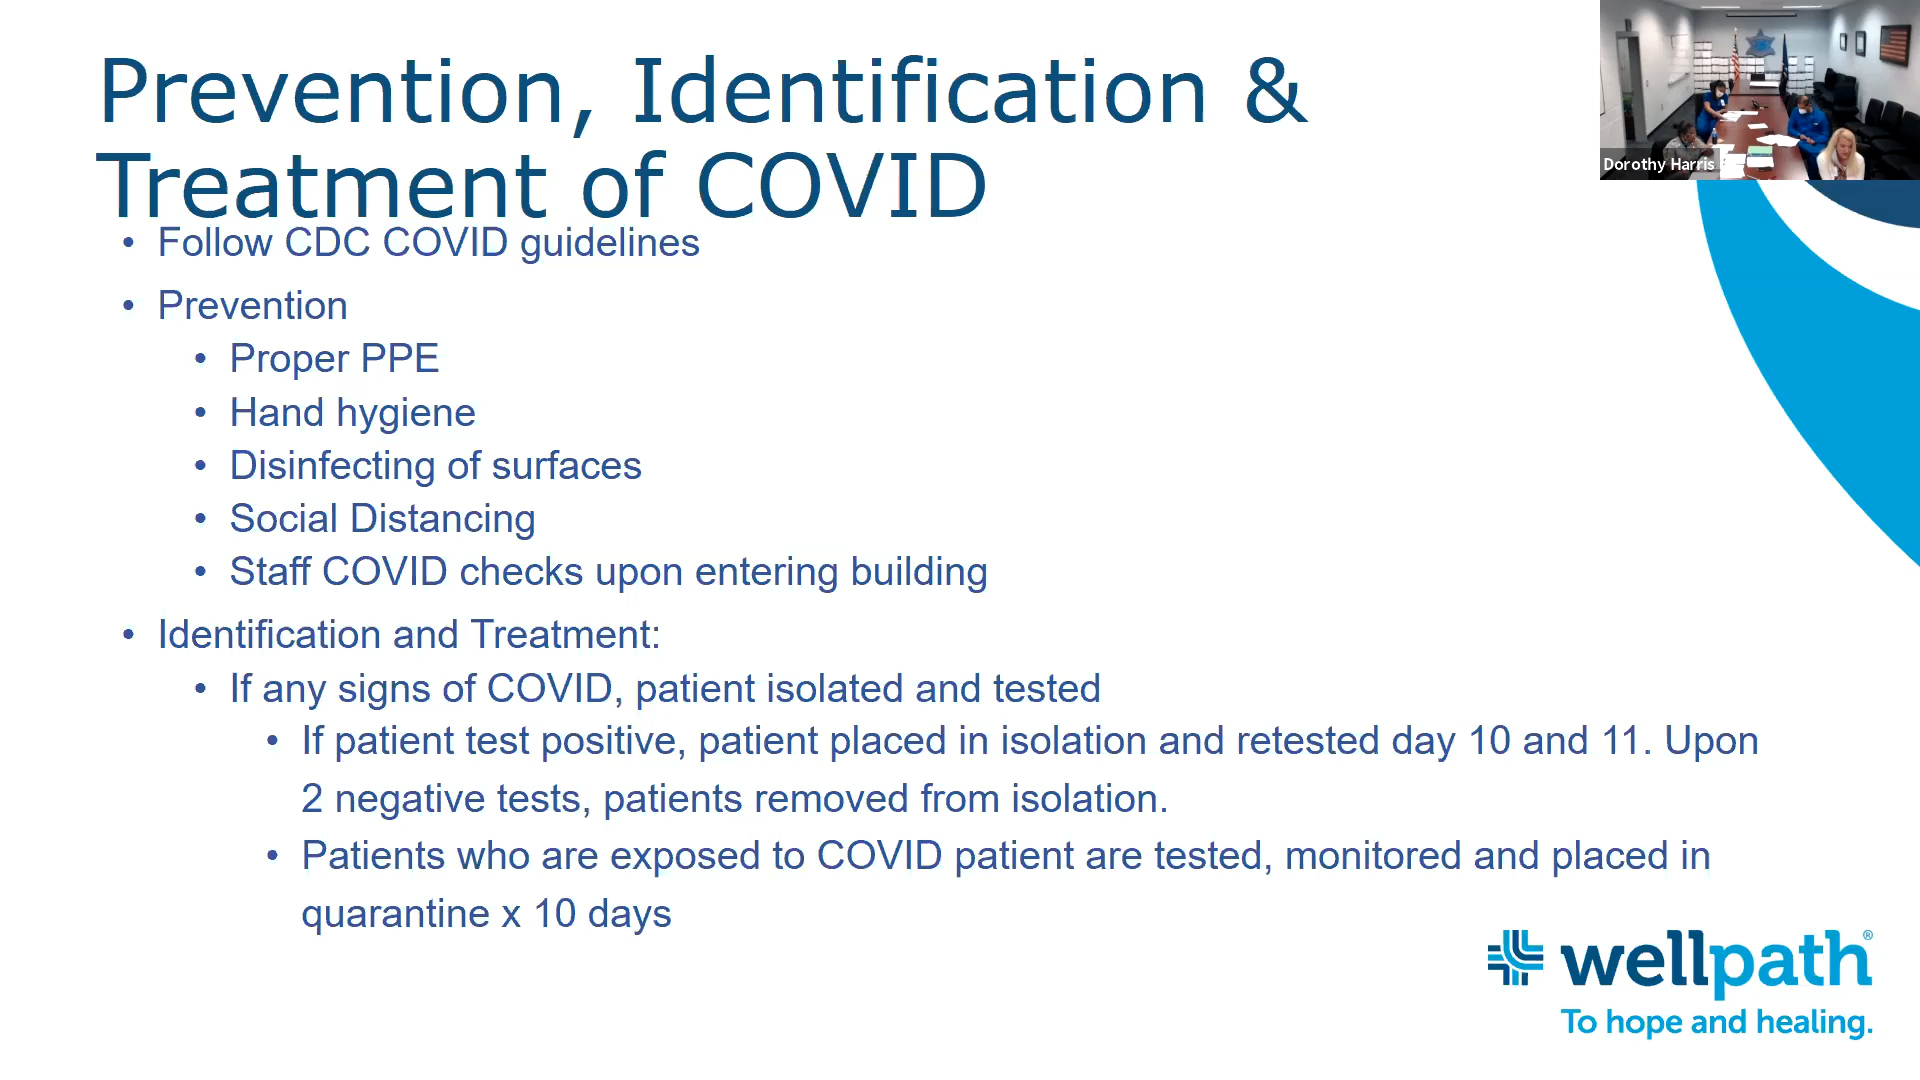 Prevention, Identification &
Treatment of COVID
• Follow CDC COVID guidelines
• Prevention
• Proper PPE
• Hand hygiene
• Disinfecting of surfaces
• Social Distancing
• Staff COVID checks upon entering building
• Identification and Treatment:
• If any signs of COVID, patient isolated and tested
• If patient test positive, patient placed in isolation and retested day 10 and 11. Upon
2 negative tests, patients removed from isolation.
• Patients who are exposed to COVID patient are tested, monitored and placed in
quarantine x 10 days
Dorothy Harris
wellpath®
To hope and healing.